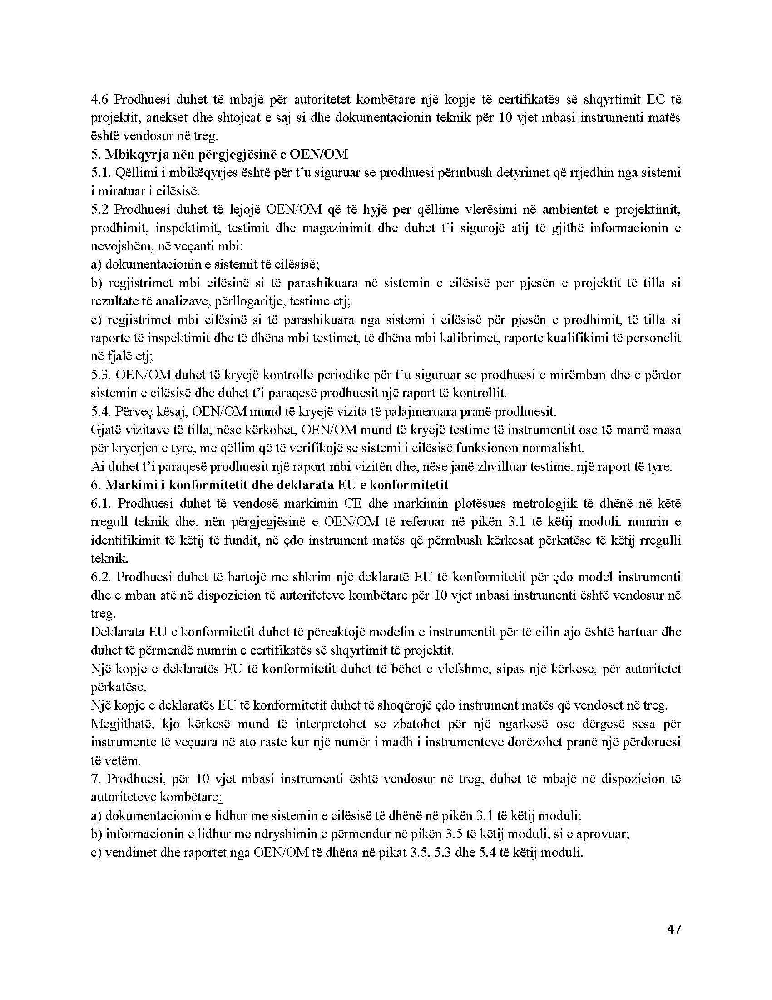 4.6 Prodhuesi duhet të mbajë për autoritetet kombëtare një kopje të certifikatës së shqyrtimit EC të
projektit, anekset dhe shtojcat e saj si dhe dokumentacionin teknik për 10 vjet mbasi instrumenti matës
është vendosur në treg.
5. Mbikqyrja nën përgjegjësinë e OEN/OM
5.1. Qëllimi i mbikëqyrjes është për t’u siguruar se prodhuesi përmbush detyrimet që rrjedhin nga sistemi
i miratuar i cilësisë.
5.2 Prodhuesi duhet të lejojë OEN/OM që të hyjë per qëllime vlerësimi në ambientet e projektimit,
prodhimit, inspektimit, testimit dhe magazinimit dhe duhet t’i sigurojë atij të gjithë informacionin e
nevojshëm, në veçanti mbi:
a) dokumentacionin e sistemit të cilësisë;
b) regjistrimet mbi cilësinë si të parashikuara në sistemin e cilësisë per pjesën e projektit të tilla si
rezultate të analizave, përllogaritje, testime etj;
c) regjistrimet mbi cilësinë si të parashikuara nga sistemi i cilësisë për pjesën e prodhimit, të tilla si
raporte të inspektimit dhe të dhëna mbi testimet, të dhëna mbi kalibrimet, raporte kualifikimi të personelit
në fjalë etj;
5.3. OEN/OM duhet të kryejë kontrolle periodike për t’u siguruar se prodhuesi e mirëmban dhe e përdor
sistemin e cilësisë dhe duhet t’i paraqesë prodhuesit një raport të kontrollit.
5.4. Përveç kësaj, OEN/OM mund të kryejë vizita të palajmeruara pranë prodhuesit.
Gjatë vizitave të tilla, nëse kërkohet, OEN/OM mund të kryejë testime të instrumentit ose të marrë masa
për kryerjen e tyre, me qëllim që të verifikojë se sistemi i cilësisë funksionon normalisht.
Ai duhet t’i paraqesë prodhuesit një raport mbi vizitën dhe, nëse janë zhvilluar testime, një raport të tyre.
6. Markimi i konformitetit dhe deklarata EU e konformitetit
6.1. Prodhuesi duhet të vendosë markimin CE dhe markimin plotësues metrologjik të dhënë në këtë
rregull teknik dhe, nën përgjegjësinë e OEN/OM të referuar në pikën 3.1 të këtij moduli, numrin e
identifikimit të këtij të fundit, në çdo instrument matës që përmbush kërkesat përkatëse të këtij rregulli
teknik.
6.2. Prodhuesi duhet të hartojë me shkrim një deklaratë EU të konformitetit për çdo model instrumenti
dhe e mban atë në dispozicion të autoriteteve kombëtare për 10 vjet mbasi instrumenti është vendosur në
treg.
Deklarata EU e konformitetit duhet të përcaktojë modelin e instrumentit për të cilin ajo është hartuar dhe
duhet të përmendë numrin e certifikatës së shqyrtimit të projektit.
Një kopje e deklaratës EU të konformitetit duhet të bëhet e vlefshme, sipas një kërkese, për autoritetet
përkatëse.
Një kopje e deklaratës EU të konformitetit duhet të shoqërojë çdo instrument matës që vendoset në treg.
Megjithatë, kjo kërkesë mund të interpretohet se zbatohet për një ngarkesë ose dërgesë sesa për
instrumente të veçuara në ato raste kur një numër i madh i instrumenteve dorëzohet pranë një përdoruesi
të vetëm.
7. Prodhuesi, për 10 vjet mbasi instrumenti është vendosur në treg, duhet të mbajë në dispozicion të
autoriteteve kombëtare:
a) dokumentacionin e lidhur me sistemin e cilësisë të dhënë në pikën 3.1 të këtij moduli;
b) informacionin e lidhur me ndryshimin e përmendur në pikën 3.5 të këtij moduli, si e aprovuar;
c) vendimet dhe raportet nga OEN/OM të dhëna në pikat 3.5, 5.3 dhe 5.4 të këtij moduli.
47